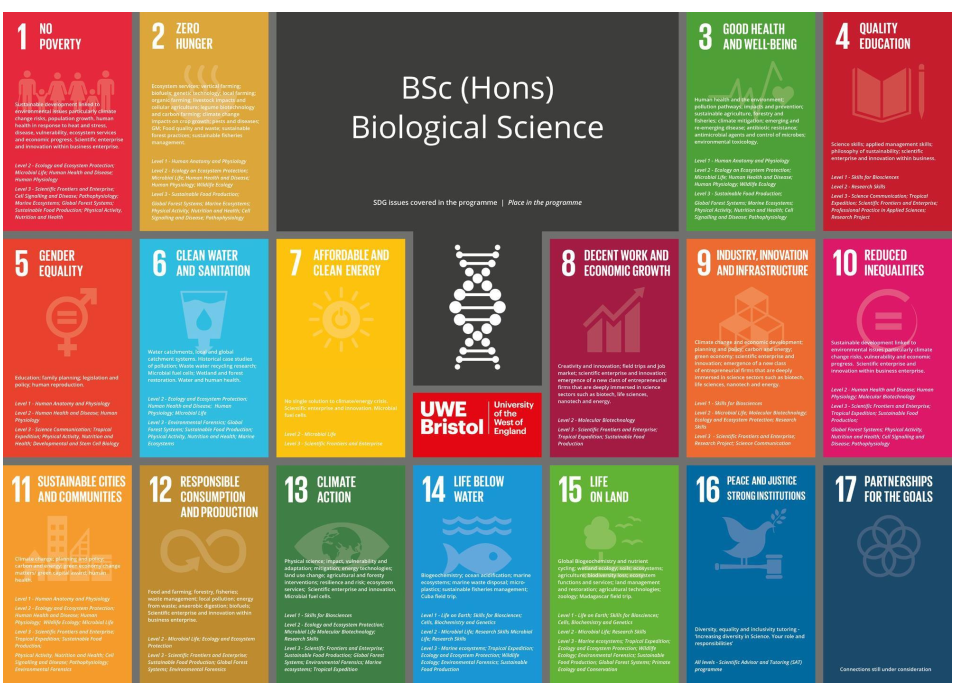 1 NO
POVERTY
Sustainable development linked to
environmental issues particularly climate
change risks, population growth, human
health in response to heat and stress,
disease, vulnerability, ecosystem services
and economic progress. Scientific enterprise
and innovation within business enterprise.
Level 2 - Ecology and Ecosystem Protection;
Microbial Life; Human Health and Disease;
Human Physiology
Level 3 - Scientific Frontiers and Enterprise;
Cell Signalling and Disease; Pathophysiology;
Marine Ecosystems; Global Forest Systems;
Sustainable Food Production; Physical Activity,
Nutrition and Health
2 ZERO
HUNGER
Ecosystem services; vertical farming;
biofuels; genetic technology, local farming;
organic farming; livestock impacts and
cellular agriculture; legume biotechnology
and carbon farming; climate change
impacts on crop growth; pests and diseases;
GM; Food quality and waste; sustainable
forest practices; sustainable fisheries
management.
Level 1 - Human Anatomy and Physiology
Level 2 - Ecology an Ecosystem Protection;
Microbial Life; Human Health and Disease;
Human Physiology; Wildlife Ecology
Level 3 - Sustainable Food Production;
Global Forest Systems; Marine Ecosystems;
Physical Activity, Nutrition and Health; Cell
Signalling and Disease; Pathophysiology
BSc (Hons)
Biological Science
SDG issues covered in the programme | Place in the programme
3 GOOD HEALTH
AND WELL-BEING
Human health and the environment;
pollution pathways; impacts and prevention;
sustainable agriculture, forestry and
fisheries; climate mitigation; emerging and
re-emerging disease; antibiotic resistance;
antimicrobial agents and control of microbes;
environmental toxicology.
Level 1 - Human Anatomy and Physiology
Level 2 - Ecology an Ecosystem Protection;
Microbial Life; Human Health and Disease;
Human Physiology; Wildlife Ecology
Level 3 - Sustainable Food Production;
Global Forest Systems; Marine Ecosystems;
Physical Activity, Nutrition and Health; Cell
Signalling and Disease; Pathophysiology
4 QUALITY
EDUCATION
Science skills; applied management skills;
philosophy of sustainability; scientific
enterprise and innovation within business.
Level 1 - Skills for Biosciences
Level 2 - Research Skills
Level 3 - Science Communication; Tropical
Expedition; Scientific Frontiers and Enterprise;
Professional Practice in Applied Sciences;
Research Project
5 GENDER
EQUALITY
Education; family planning; legislation and
policy; human reproduction.
Level 1 - Human Anatomy and Physiology
Level 2 - Human Health and Disease; Human
Physiology
Level 3 - Science Communication; Tropical
Expedition; Physical Activity, Nutrition and
Health; Developmental and Stem Cell Biology
6 CLEAN WATER
AND SANITATION
Water catchments, local and global
catchment systems. Historical case studies
of pollution; Waste water recycling research;
Microbial fuel cells; Wetland and forest
restoration. Water and human health.
Level 2 - Ecology and Ecosystem Protection;
Human Health and Disease; Human
Physiology; Microbial Life
Level 3 - Environmental Forensics; Global
Forest Systems; Sustainable Food Production;
Physical Activity, Nutrition and Health; Marine
Ecosystems
7 AFFORDABLE AND
CLEAN ENERGY
No single solution to climate/energy crisis
Scientific enterprise and innovation. Microbial
fuel cells.
Level 2 - Microbial Life
Level 3 - Scientific Frontiers and Enterprise
UWE
Bristol
University
of the
West of
England
8 DECENT WORK AND
ECONOMIC GROWTH
Creativity and innovation; field trips and job
market; scientific enterprise and innovation;
emergence of a new class of entrepreneurial
firms that are deeply immersed in science
sectors such as biotech, life sciences,
nanotech and energy.
Level 2 - Molecular Biotechnology
Level 3 - Scientific Frontiers and Enterprise;
Tropical Expedition; Sustainable Food
Production
9 INDUSTRY, INNOVATION
AND INFRASTRUCTURE
Climate change and economic development;
planning and policy; carbon and energy;
green economy; scientific enterprise and
innovation; emergence of a new class
of entrepreneurial firms that are deeply
immersed in science sectors such as biotech,
life sciences, nanotech and energy.
Level 1 - Skills for Biosciences
Level 2 - Microbial Life; Molecular Biotechnology;
Ecology and Ecosystem Protection; Research
Skills
Level 3 - Scientific Frontiers and Enterprise;
Research Project; Science Communication
10 REDUCED
INEQUALITIES
Sustainable development linked to
environmental issues particularly climate
change risks, vulnerability and economic
progress. Scientific enterprise and
innovation within business enterprise.
Level 2 - Human Health and Disease; Human
Physiology; Microbial Life
Level 3 - Scientific Frontiers and Enterprise;
Tropical Expedition; Sustainable Food
Production;
Global Forest Systems; Physical Activity,
Nutrition and Health; Cell Signalling and
Disease; Pathophysiology
11 SUSTAINABLE CITIES
AND COMMUNITIES
Climate change, planning and policy
carbon and energy; green economy; change
green capital award; human
health.
Level 1 - Human Anatomy and Physiology
Level 2 - Ecology and Ecosystem Protection;
Human Health and Disease; Human
Physiology; Wildlife Ecology; Microbial Life
Level 3 - Scientific Frontiers and Enterprise;
Tropical Expedition; Sustainable Food
Production,
Physical Activity, Nutrition and Health; Cell
Signalling and Disease; Pathophysiology;
Environmental Forensics
12 RESPONSIBLE
CONSUMPTION
AND PRODUCTION
Food and farming; forestry, fisheries;
waste management; local pollution; energy
from waste; anaerobic digestion; biofuels;
Scientific enterprise and innovation within
business.
Level 2 - Microbial Life; Ecology and Ecosystem
Protection
Level 3 - Scientific Frontiers and Enterprise;
Sustainable Food Production; Global Forest
Systems; Environmental Forensics
13 CLIMATE
ACTION
Physical science; impact, vulnerability and
adaptation; mitigation; energy technologies;
land use change; agricultural and forestry
interventions; resilience and risk; ecosystem
services; Scientific enterprise and innovation.
Microbial fuel cells.
Level 1 - Skills for Biosciences
Level 2 - Ecology and Ecosystem Protection;
Microbial Life Molecular Biotechnology;
Research Skills
Level 3 - Scientific Frontiers and Enterprise;
Sustainable Food Production; Global Forest
Systems; Environmental Forensics; Marine
ecosystems; Tropical Expedition
14 LIFE BELOW
WATER
Biogeochemistry; ocean acidification; marine
ecosystems; marine waste disposal; micro-
plastics; sustainable fisheries management;
Cuba field trip.
Level 1 - Life on Earth; Skills for Biosciences;
Cells, Biochemistry and Genetics
Level 2 - Microbial Life; Research Skills Microbial
Life; Research Skills
Level 3 - Marine ecosystems; Tropical Expedition;
Ecology and Ecosystem Protection; Wildlife
Ecology; Environmental Forensics; Sustainable
Food Production
15 LIFE
ON LAND
Global Biogeochemistry and nutrient
cycling; wetland ecology; soils; ecosystems;
agriculture, biodiversity loss; ecosystem
functions and services; land management
and restoration; agricultural technologies;
zoology; Madagascar field trip.
Level 1 - Life on Earth; Skills for Biosciences;
Cells, Biochemistry and Genetics
Level 2 - Microbial Life; Research Skills
Level 3 - Marine ecosystems; Tropical Expedition;
Ecology and Ecosystem Protection; Wildlife
Ecology; Environmental Forensics; Sustainable
Food Production; Global Forest Systems; Primate
Ecology and Conservation
16 PEACE AND JUSTICE
STRONG INSTITUTIONS
Diversity, equality and inclusivity tutoring -
'Increasing diversity in Science. Your role and
responsibilities'
All levels - Scientific Advisor and Tutoring (SAT)
programme
17 PARTNERSHIPS
FOR THE GOALS
Connections still under consideration